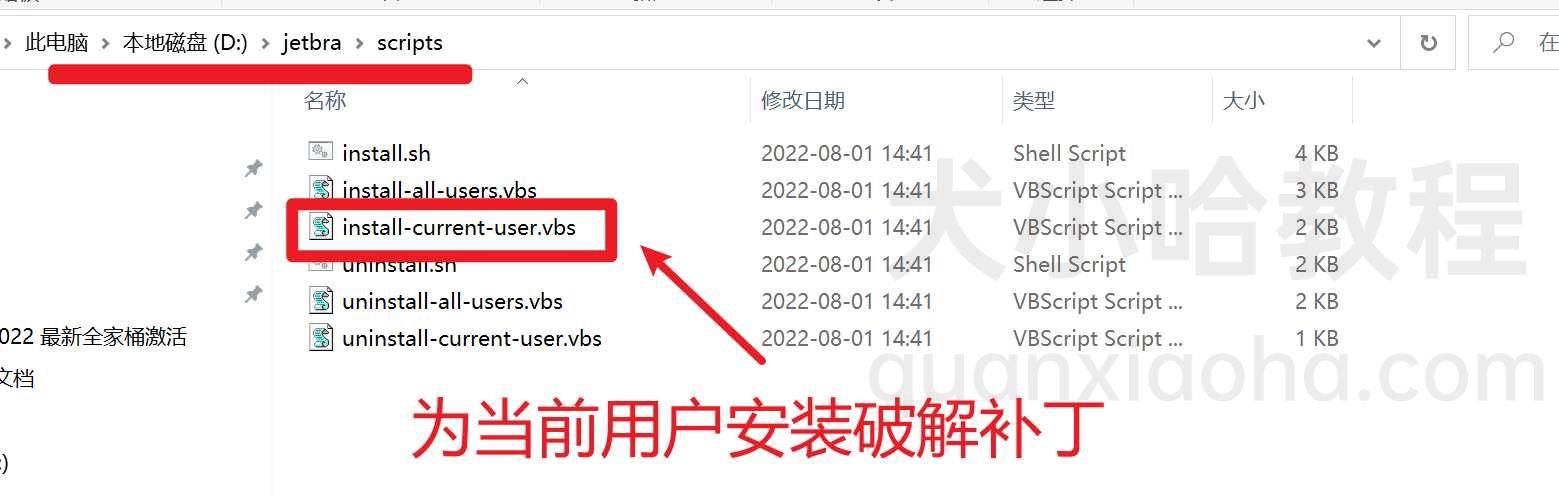 此电脑 > 本地磁盘 (D:) > jetbra > scripts
在
名称 修改日期 类型 大小
install.sh 2022-08-01 14:41 Shell Script 4 KB
install-all-users.vbs 2022-08-01 14:41 VBScript Script ... 3 KB
install-current-user.vbs 2022-08-01 14:41 VBScript Script ... 2 KB
uninstall.sh 2022-08-01 14:41 Shell Script 2 KB
uninstall-all-users.vbs 2022-08-01 14:41 VBScript Script ... 2 KB
uninstall-current-user.vbs 2022-08-01 14:41 VBScript Script ... 1 KB
022 最新全家桶激活
文档
:)
犬小哈教程
quanxiaoha.com
为当前用户安装破解补丁